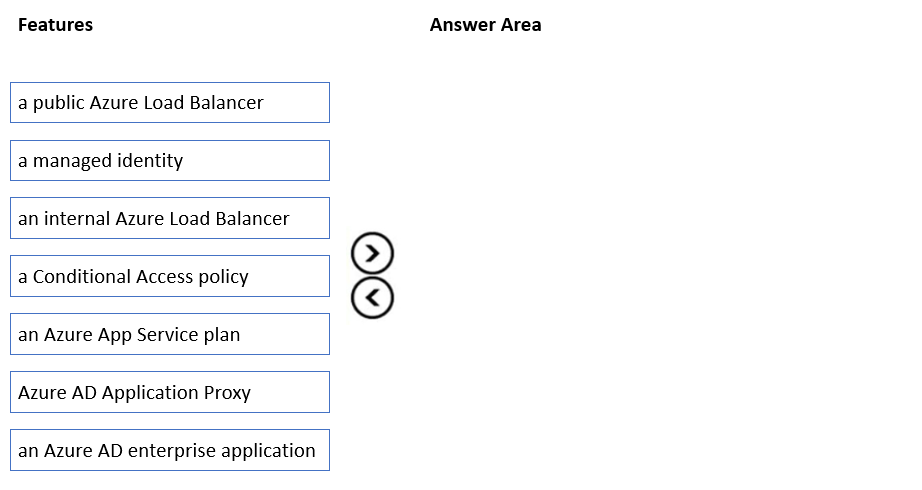 Features
Answer Area
a public Azure Load Balancer
a managed identity
an internal Azure Load Balancer
a Conditional Access policy
an Azure App Service plan
Azure AD Application Proxy
an Azure AD enterprise application